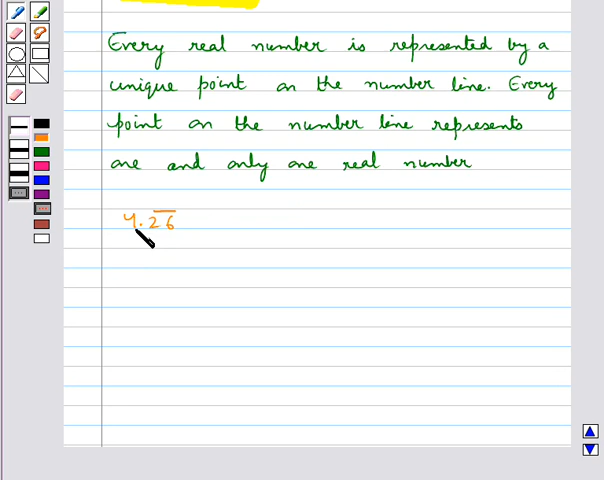 Every real number is represented by a
unique point on the number line. Every
point on the number line represents
one and only one real number
4.2̅6̅